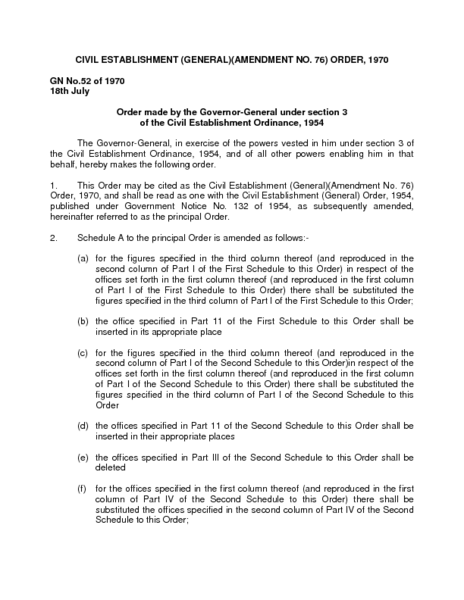 CIVIL ESTABLISHMENT (GENERAL)(AMENDMENT NO. 76) ORDER, 1970
GN No.52 of 1970
18th July
Order made by the Governor-General under section 3
of the Civil Establishment Ordinance, 1954
The Governor-General, in exercise of the powers vested in him under section 3 of
the Civil Establishment Ordinance, 1954, and of all other powers enabling him in that
behalf, hereby makes the following order.
1. This Order may be cited as the Civil Establishment (General)(Amendment No. 76)
Order, 1970, and shall be read as one with the Civil Establishment (General) Order, 1954,
published under Government Notice No. 132 of 1954, as subsequently amended,
hereinafter referred to as the principal Order.
2. Schedule A to the principal Order is amended as follows:-
(a) for the figures specified in the third column thereof (and reproduced in the
second column of Part I of the First Schedule to this Order) in respect of the
offices set forth in the first column thereof (and reproduced in the first column
of Part I of the First Schedule to this Order) there shall be substituted the
figures specified in the third column of Part I of the First Schedule to this Order;
(b) the office specified in Part 11 of the First Schedule to this Order shall be
inserted in its appropriate place
(c) for the figures specified in the third column thereof (and reproduced in the
second column of Part I of the Second Schedule to this Order)in respect of the
offices set forth in the first column thereof (and reproduced in the first column
of Part I of the Second Schedule to this Order) there shall be substituted the
figures specified in the third column of Part I of the Second Schedule to this
Order
(d) the offices specified in Part 11 of the Second Schedule to this Order shall be
inserted in their appropriate places
(e) the offices specified in Part III of the Second Schedule to this Order shall be
deleted
(f) for the offices specified in the first column thereof (and reproduced in the first
column of Part IV of the Second Schedule to this Order) there shall be
substituted the offices specified in the second column of Part IV of the Second
Schedule to this Order;